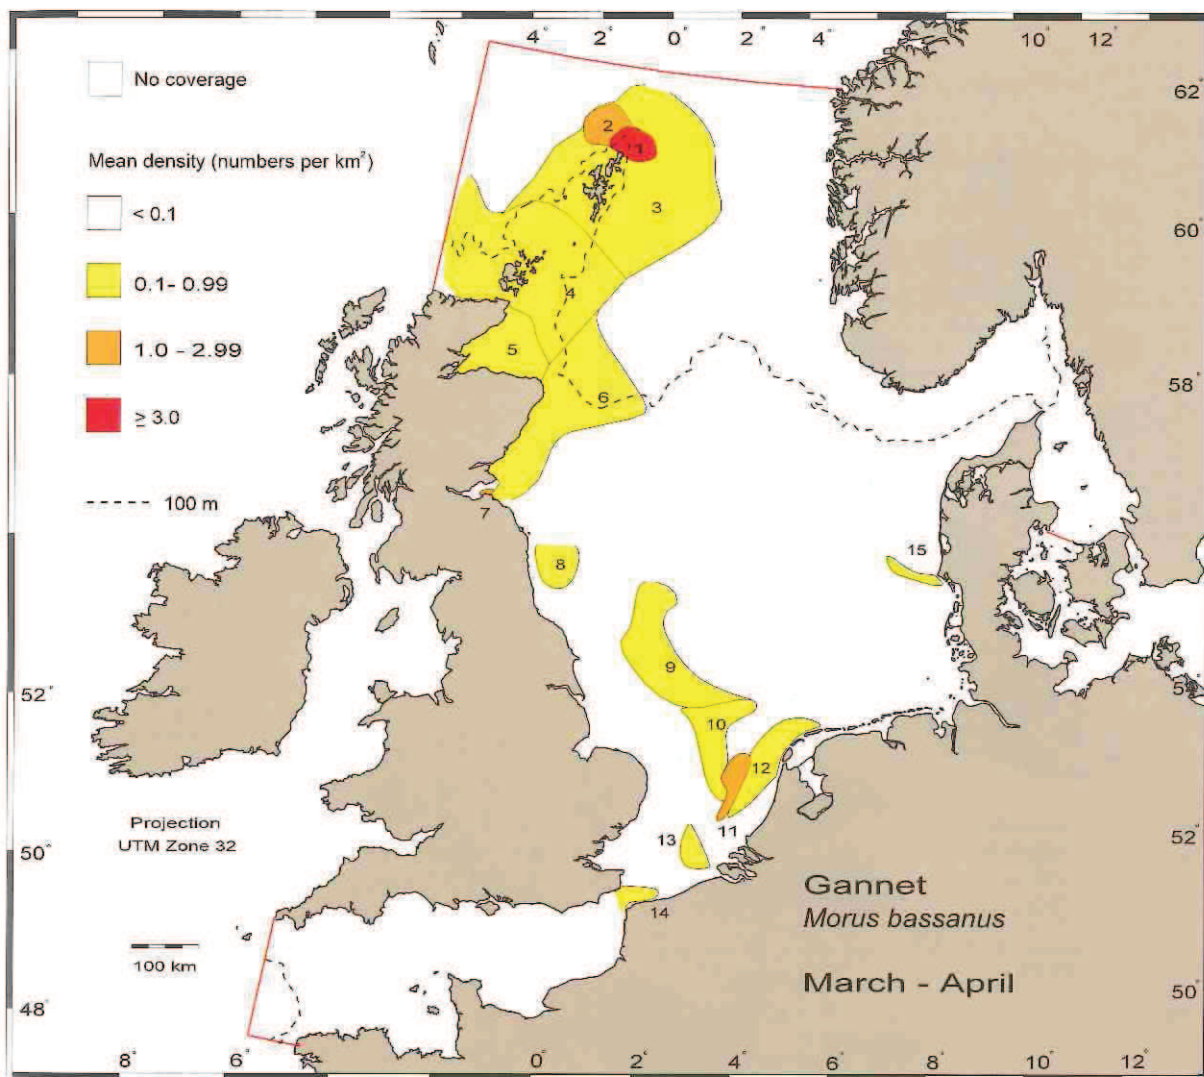 4° 2° 0° 2° 4° 10° 12°
No coverage
62°
Mean density (numbers per km²)
< 0.1
0.1- 0.99
1.0 - 2.99
≥ 3.0
100 m
2
1
3
60°
4
5
58°
6
7
8
15
9
52°
10
12
11
13
14
Projection
UTM Zone 32
50°
52°
Gannet
Morus bassanus
100 km
March - April
48°
50°
8° 6° 0° 2° 4° 6° 8° 10° 12°